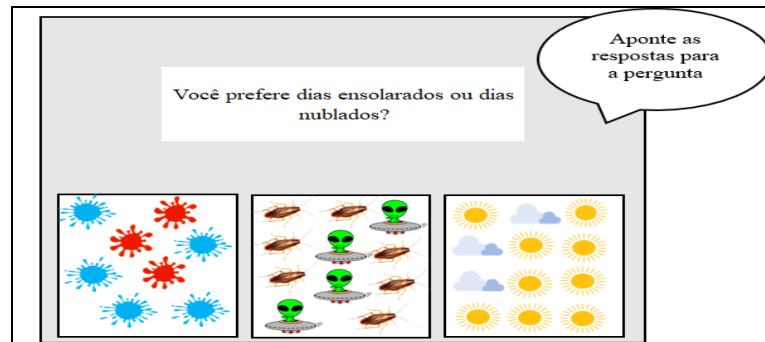 Aponte as
respostas para
a pergunta
Você prefere dias ensolarados ou dias
nublados?